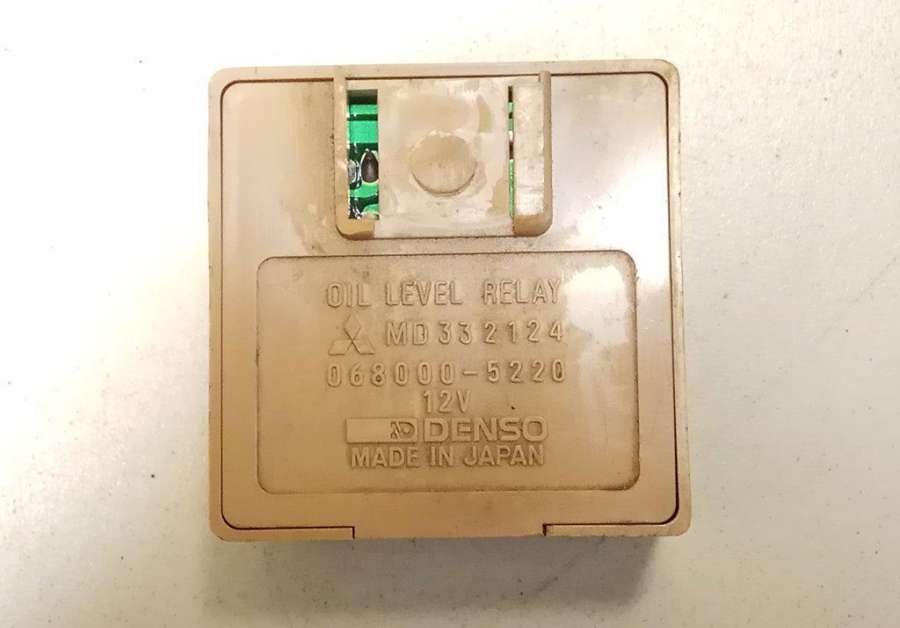 OIL LEVEL RELAY
MD332124
068000-5220
12V
DENSO
MADE IN JAPAN